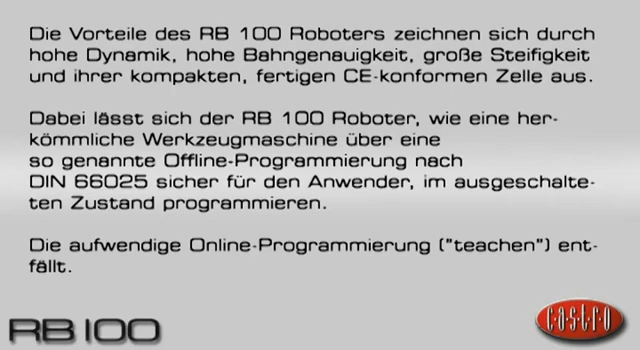 Die Vorteile des RB 100 Roboters zeichnen sich durch
hohe Dynamik, hohe Bahngenauigkeit, große Steifigkeit
und ihrer kompakten, fertigen CE-konformen Zelle aus.
Dabei lässt sich der RB 100 Roboter, wie eine her-
kömmliche Werkzeugmaschine über eine
so genannte Offline-Programmierung nach
DIN 66025 sicher für den Anwender, im ausgeschalte-
ten Zustand programmieren.
Die aufwendige Online-Programmierung ("teachen") ent-
fällt.
RB 100
castro